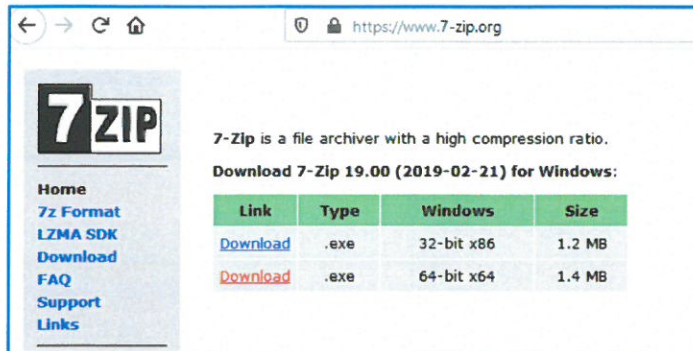 https://www.7-zip.org
7ZIP
7-Zip is a file archiver with a high compression ratio.
Download 7-Zip 19.00 (2019-02-21) for Windows:
Link Type Windows Size
Download .exe 32-bit x86 1.2 MB
Download .exe 64-bit x64 1.4 MB
Home
7z Format
LZMA SDK
Download
FAQ
Support
Links